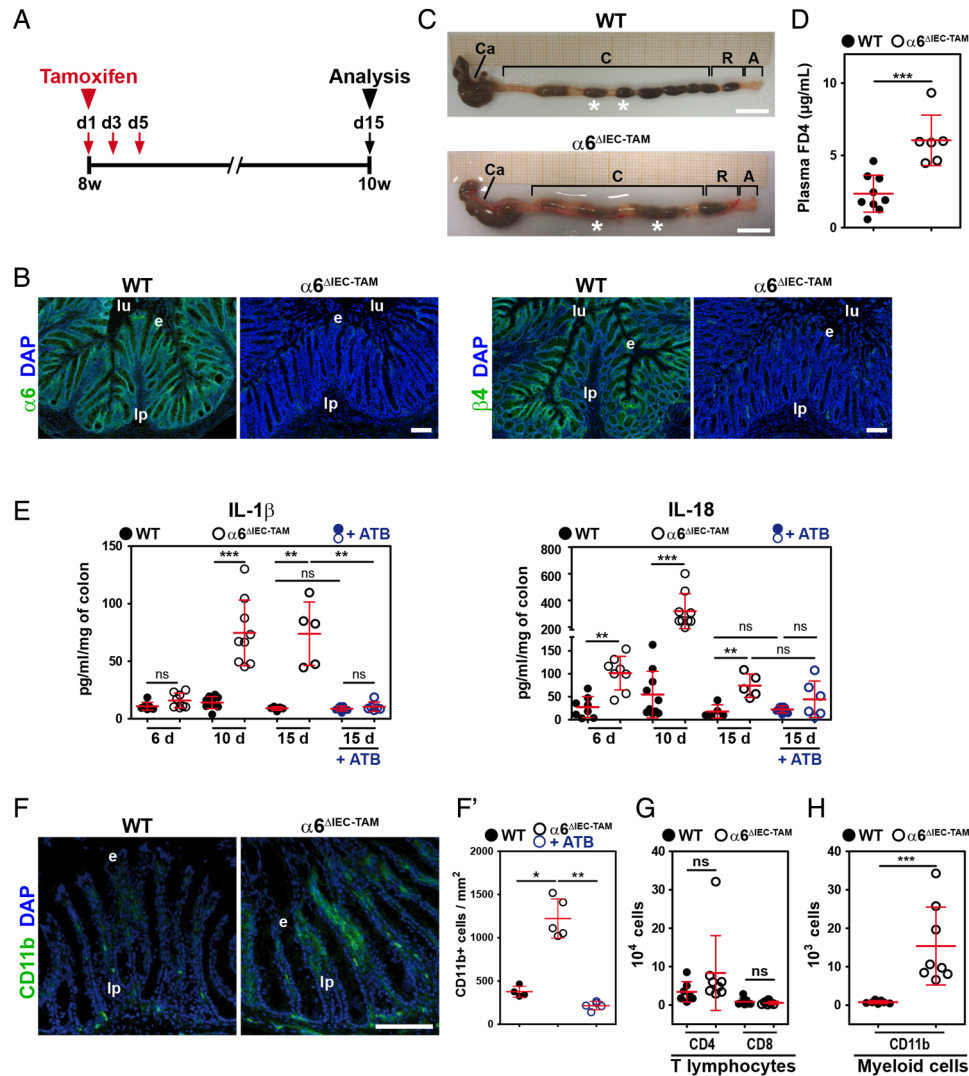 A
Tamoxifen
Analysis
d1 d3 d5
d15
8w
10w
C
WT
Ca
C
R
A
*
*
α6ΔIEC-TAM
Ca
C
R
A
*
*
D
WT α6ΔIEC-TAM
Plasma FD4 (µg/mL)
***
10
5
0
B
WT
α6ΔIEC-TAM
α6 DAP
lu
e
lp
lu
e
lp
WT
α6ΔIEC-TAM
β4 DAP
lu
e
lp
lu
e
lp
E
IL-1β
WT α6ΔIEC-TAM + ATB
pg/ml/mg of colon
150
100
50
0
ns
***
**
**
ns
ns
6 d
10 d
15 d
15 d
+ ATB
IL-18
WT α6ΔIEC-TAM + ATB
pg/ml/mg of colon
800
600
400
200
150
100
50
0
**
***
ns
ns
**
ns
6 d
10 d
15 d
15 d
+ ATB
F
WT
α6ΔIEC-TAM
CD11b DAP
e
lp
e
lp
F'
WT α6ΔIEC-TAM
+ ATB
CD11b+ cells / mm2
2000
1500
1000
500
0
*
**
G
WT α6ΔIEC-TAM
104 cells
40
30
20
10
0
ns
ns
CD4
CD8
T lymphocytes
H
WT α6ΔIEC-TAM
103 cells
40
30
20
10
0
***
CD11b
Myeloid cells